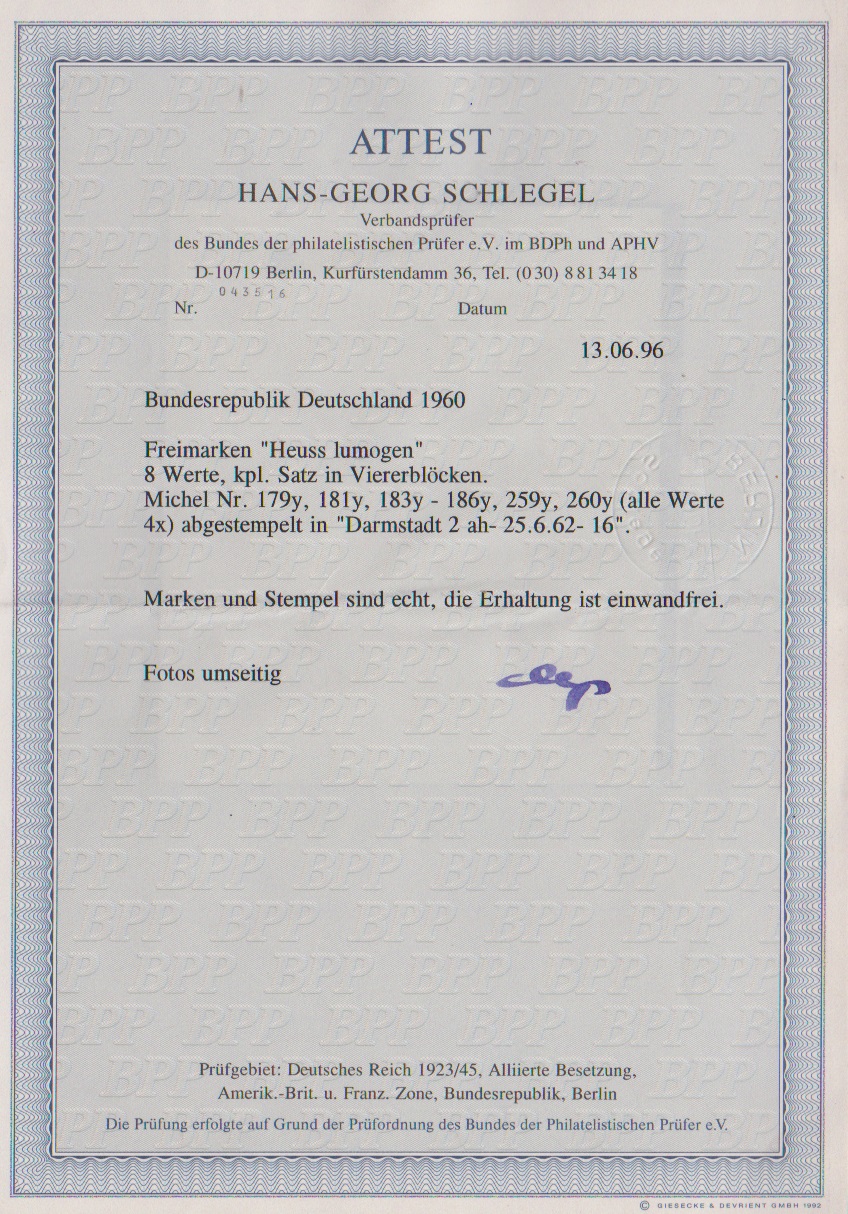 ATTEST
HANS-GEORG SCHLEGEL
Verbandsprüfer
des Bundes der philatelistischen Prüfer e.V. im BDPh und APHV
D-10719 Berlin, Kurfürstendamm 36, Tel. (0 30) 8 81 34 18
043516
Nr. Datum
13.06.96
Bundesrepublik Deutschland 1960
Freimarken "Heuss lumogen"
8 Werte, kpl. Satz in Viererblöcken.
Michel Nr. 179y, 181y, 183y - 186y, 259y, 260y (alle Werte
4x) abgestempelt in "Darmstadt 2 ah- 25.6.62- 16".
Marken und Stempel sind echt, die Erhaltung ist einwandfrei.
Fotos umseitig
Prüfgebiet: Deutsches Reich 1923/45, Alliierte Besetzung,
Amerik.-Brit. u. Franz. Zone, Bundesrepublik, Berlin
Die Prüfung erfolgte auf Grund der Prüfordnung des Bundes der Philatelistischen Prüfer e.V.
© GIESECKE & DEVRIENT GMBH 1992